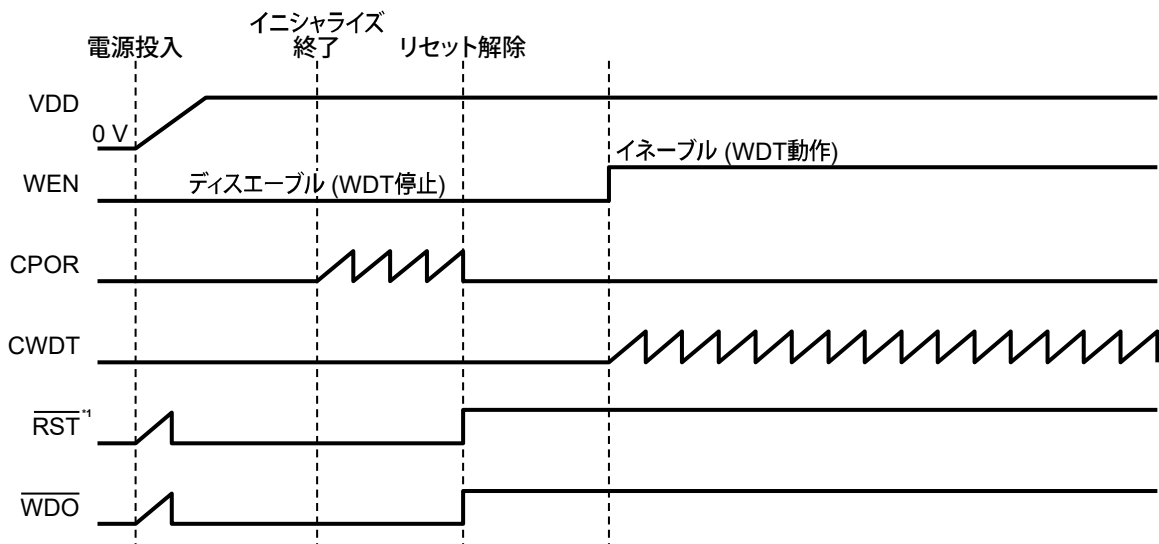 イニシャライズ
電源投入
終了
リセット解除
VDD
0 V
イネーブル (WDT動作)
WEN
ディスエーブル (WDT停止)
CPOR
CWDT
RST*1
WDO